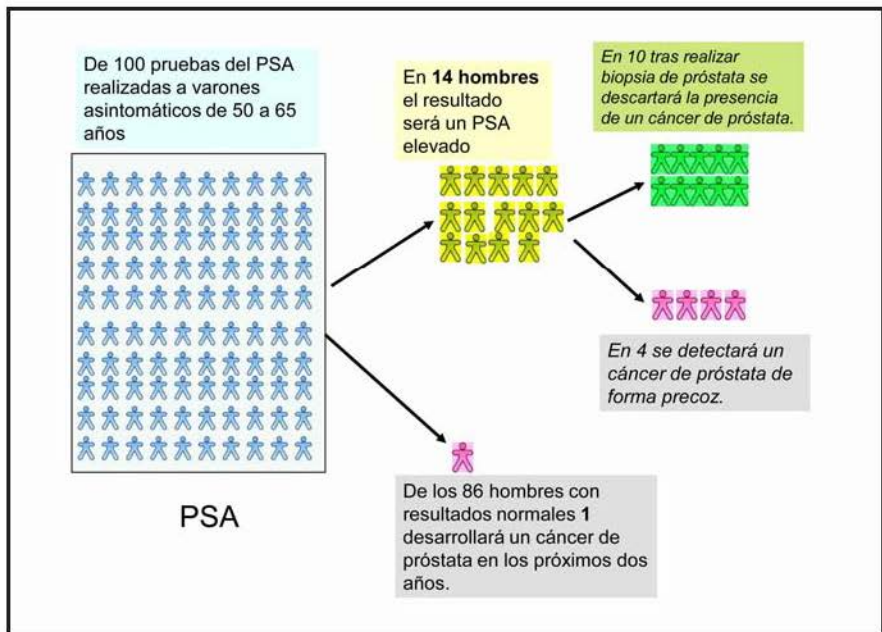 De 100 pruebas del PSA
realizadas a varones
asintomáticos de 50 a 65
años
En 14 hombres
el resultado
será un PSA
elevado
En 10 tras realizar
biopsia de próstata se
descartará la presencia
de un cáncer de próstata.
En 4 se detectará un
cáncer de próstata de
forma precoz.
PSA
De los 86 hombres con
resultados normales 1
desarrollará un cáncer de
próstata en los próximos dos
años.